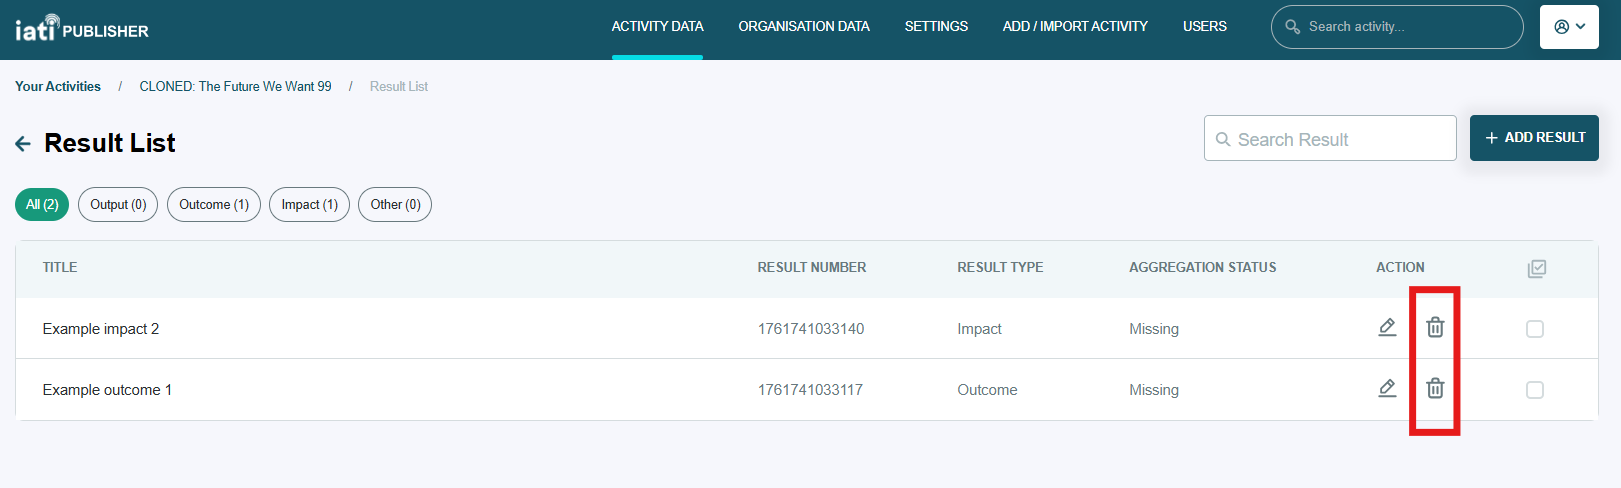 iati PUBLISHER ACTIVITY DATA ORGANISATION DATA SETTINGS ADD / IMPORT ACTIVITY USERS Search activity...
Your Activities / CLONED: The Future We Want 99 / Result List
Result List Search Result + ADD RESULT
All (2) Output (0) Outcome (1) Impact (1) Other (0)
TITLE RESULT NUMBER RESULT TYPE AGGREGATION STATUS ACTION
Example impact 2 1761741033140 Impact Missing
Example outcome 1 1761741033117 Outcome Missing